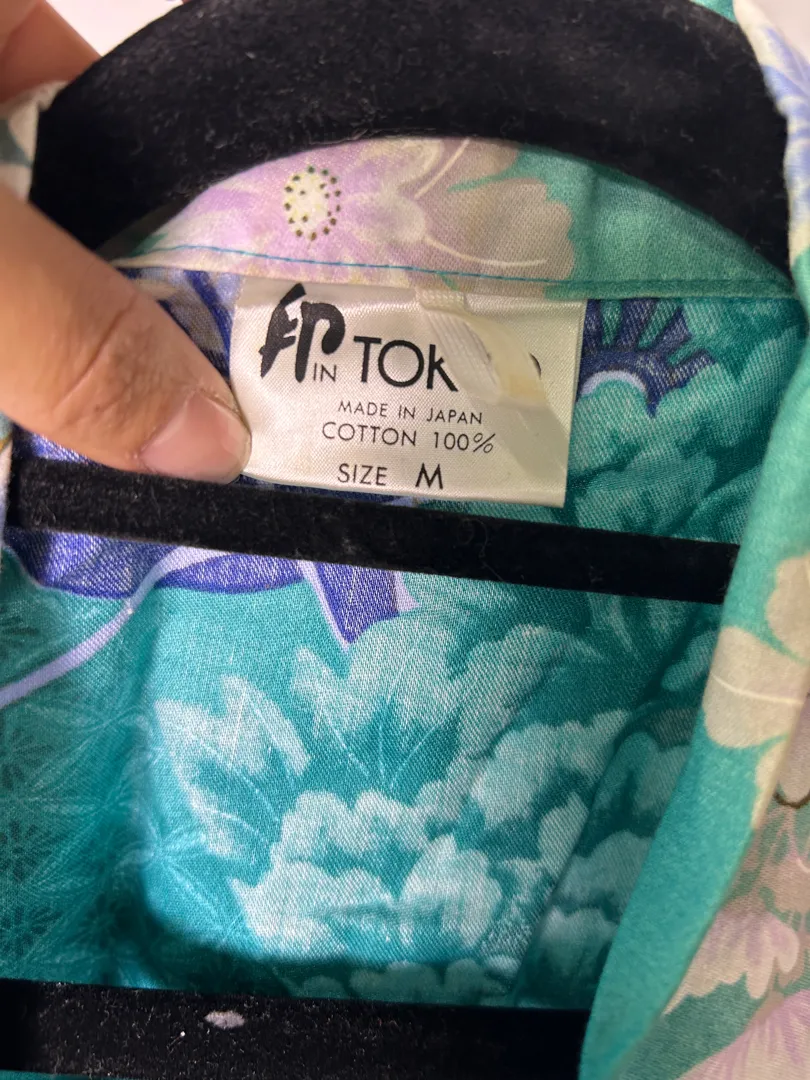 IN TOK
MADE IN JAPAN
COTTON 100%
SIZE M